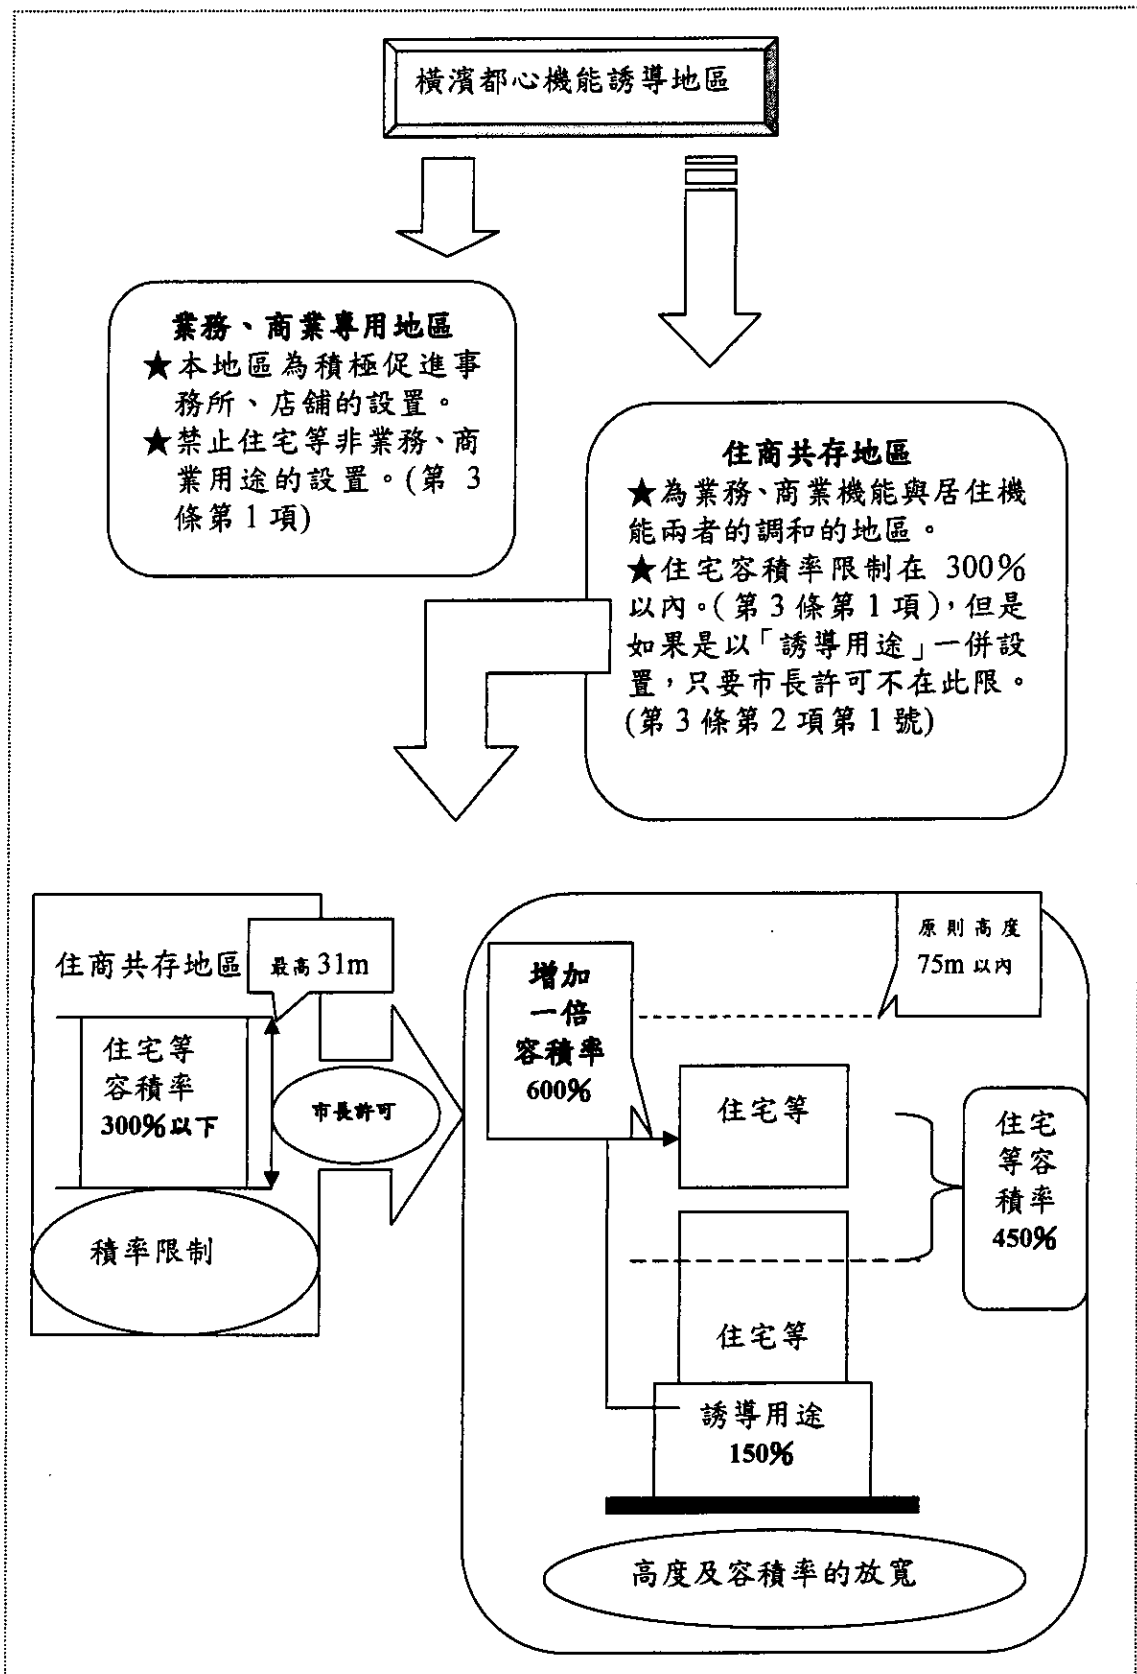 橫濱都心機能誘導地區
業務、商業專用地區
★本地區為積極促進事
務所、店舖的設置。
★禁止住宅等非業務、商
業用途的設置。(第 3
條第 1 項)
住商共存地區
★為業務、商業機能與居住機
能兩者的調和的地區。
★住宅容積率限制在 300%
以內。(第 3 條第 1 項),但是
如果是以「誘導用途」一併設
置,只要市長許可不在此限。
(第 3 條第 2 項第 1 號)
住商共存地區
最高 31m
住宅等
容積率
300%以下
市長許可
積率限制
增加
一倍
容積率
600%
原則高度
75m 以內
住宅等
住宅
等容
積率
450%
住宅等
誘導用途
150%
高度及容積率的放寬